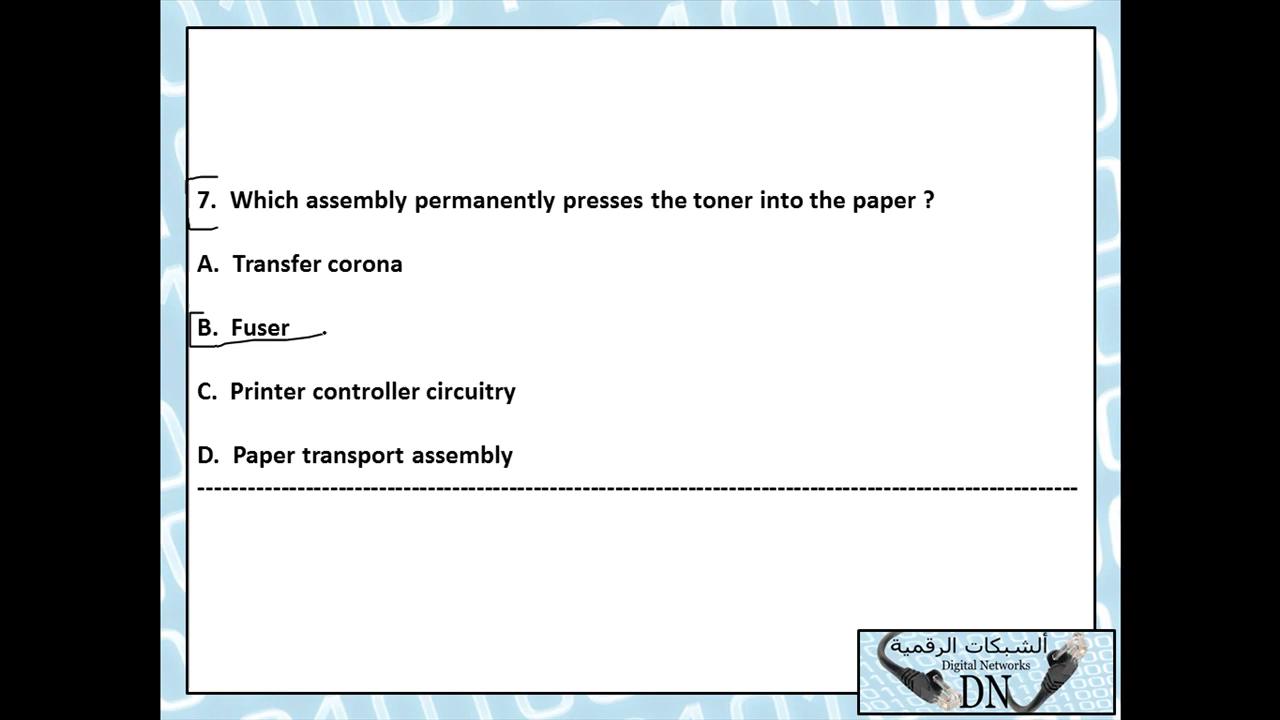 7. Which assembly permanently presses the toner into the paper ?
A. Transfer corona
B. Fuser
C. Printer controller circuitry
D. Paper transport assembly
--------------------------------------------------------------------------------------------------------
ألشبكات الرقمية
Digital Networks
DN